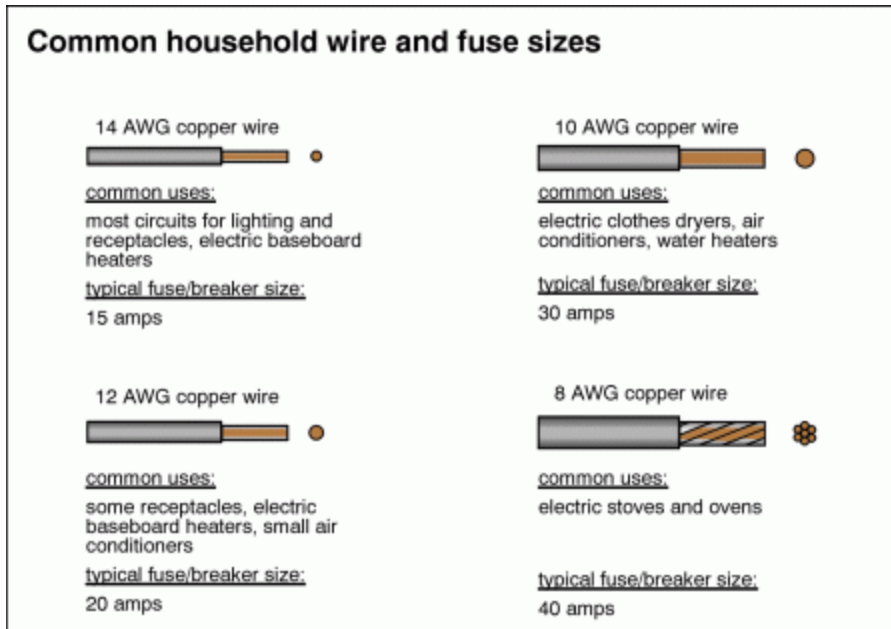 Common household wire and fuse sizes
14 AWG copper wire
common uses:
most circuits for lighting and
receptacles, electric baseboard
heaters
typical fuse/breaker size:
15 amps
10 AWG copper wire
common uses:
electric clothes dryers, air
conditioners, water heaters
typical fuse/breaker size:
30 amps
12 AWG copper wire
common uses:
some receptacles, electric
baseboard heaters, small air
conditioners
typical fuse/breaker size:
20 amps
8 AWG copper wire
common uses:
electric stoves and ovens
typical fuse/breaker size:
40 amps